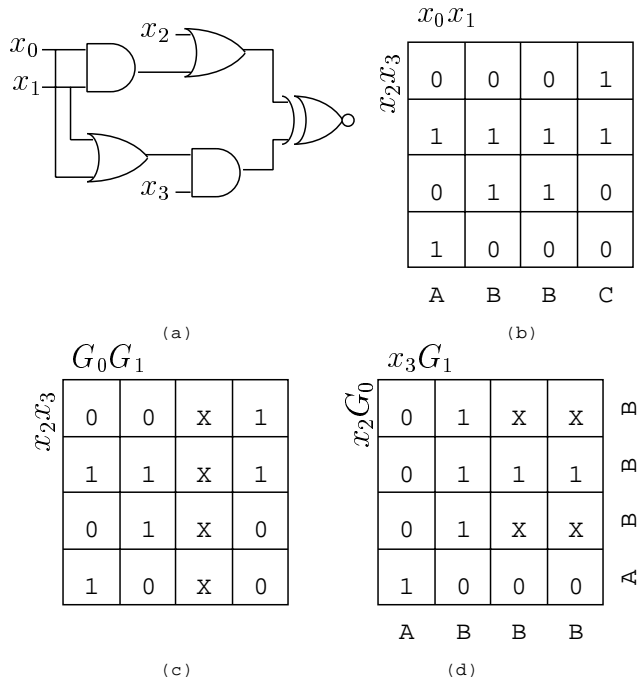 x₀
x₁
x₂
x₃
(a)
x₀x₁
x₂x₃
0 0 0 1
1 1 1 1
0 1 1 0
1 0 0 0
A B B C
(b)
G₀G₁
x₂x₃
0 0 X 1
1 1 X 1
0 1 X 0
1 0 X 0
(c)
x₃G₁
x₂G₀
0 1 X X B
0 1 1 1 B
0 1 X X B
1 0 0 0 A
A B B B
(d)